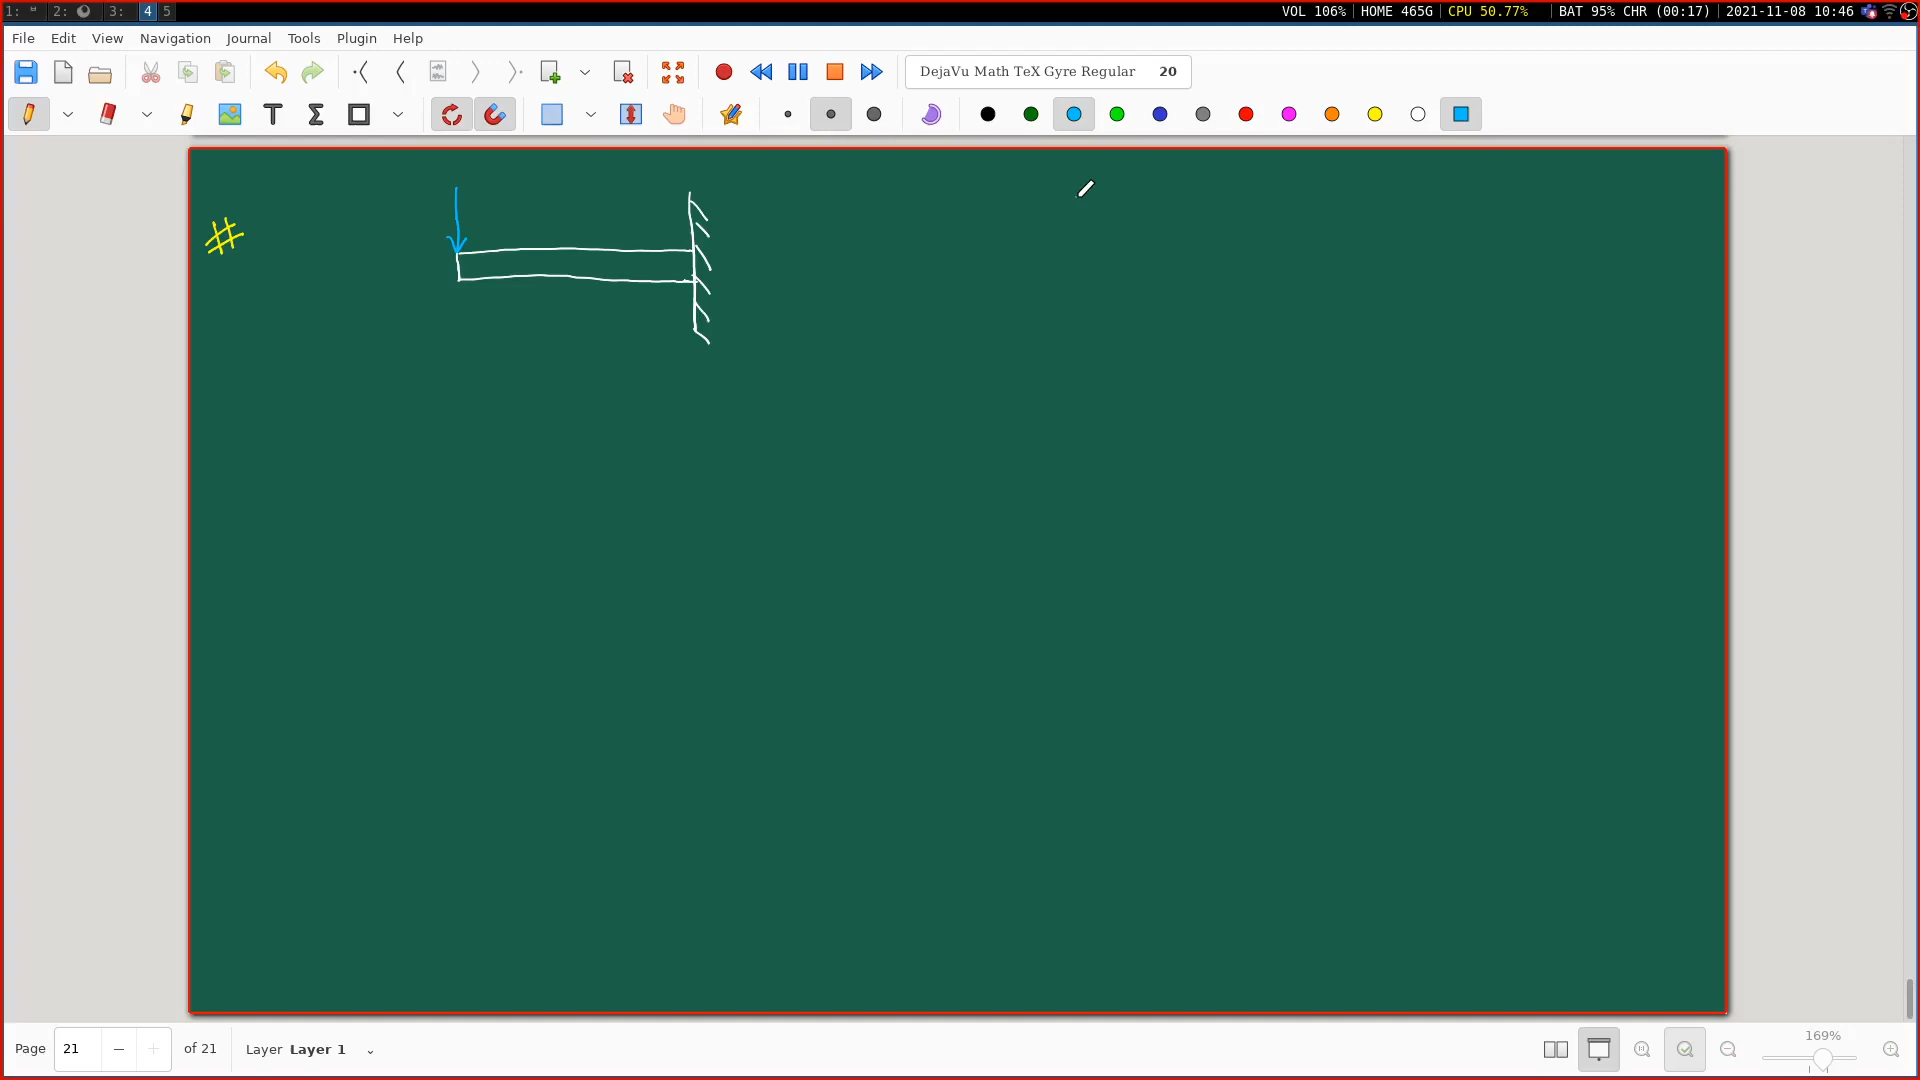 1: 2: 3: 4 5 VOL 106% HOME 465G CPU 50.77% BAT 95% CHR (00:17) 2021-11-08 10:46
File Edit View Navigation Journal Tools Plugin Help
DejaVu Math TeX Gyre Regular 20
T Σ
#
Page 21 of 21 Layer Layer 1 169%